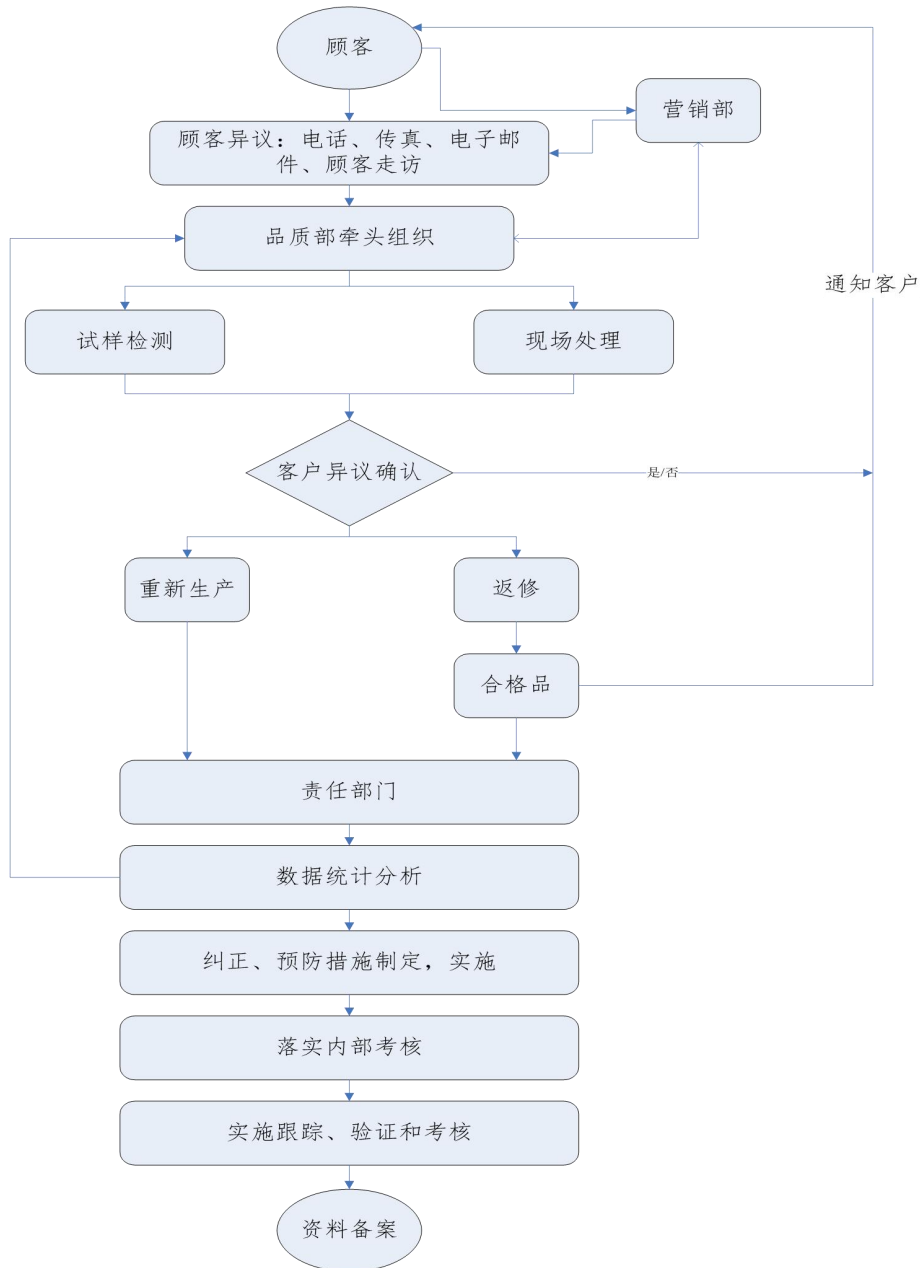 顾客
营销部
顾客异议：电话、传真、电子邮
件、顾客走访
品质部牵头组织
通知客户
试样检测
现场处理
客户异议确认
是/否
重新生产
返修
合格品
责任部门
数据统计分析
纠正、预防措施制定，实施
落实内部考核
实施跟踪、验证和考核
资料备案